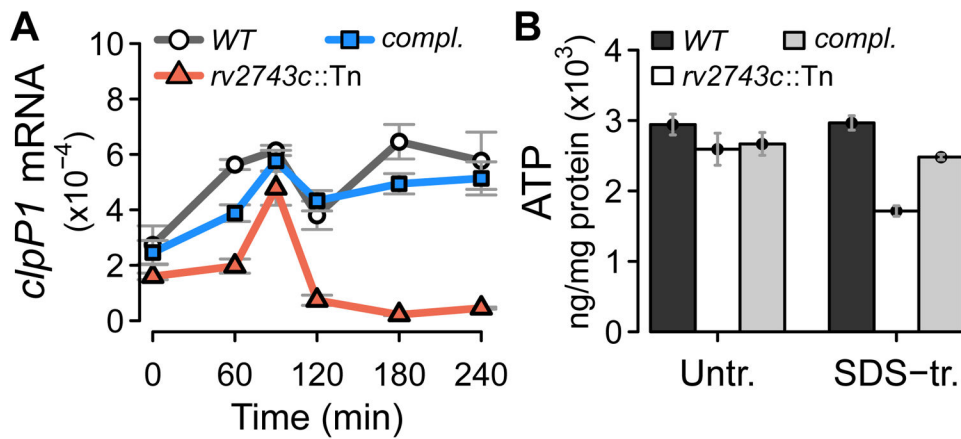 A
WT
compl.
rv2743c::Tn
clpP1 mRNA
(x10⁻⁴)
10
8
6
4
2
0
0 60 120 180 240
Time (min)
B
WT
compl.
rv2743c::Tn
ATP
ng/mg protein (x10³)
4
3
2
1
0
Untr. SDS−tr.